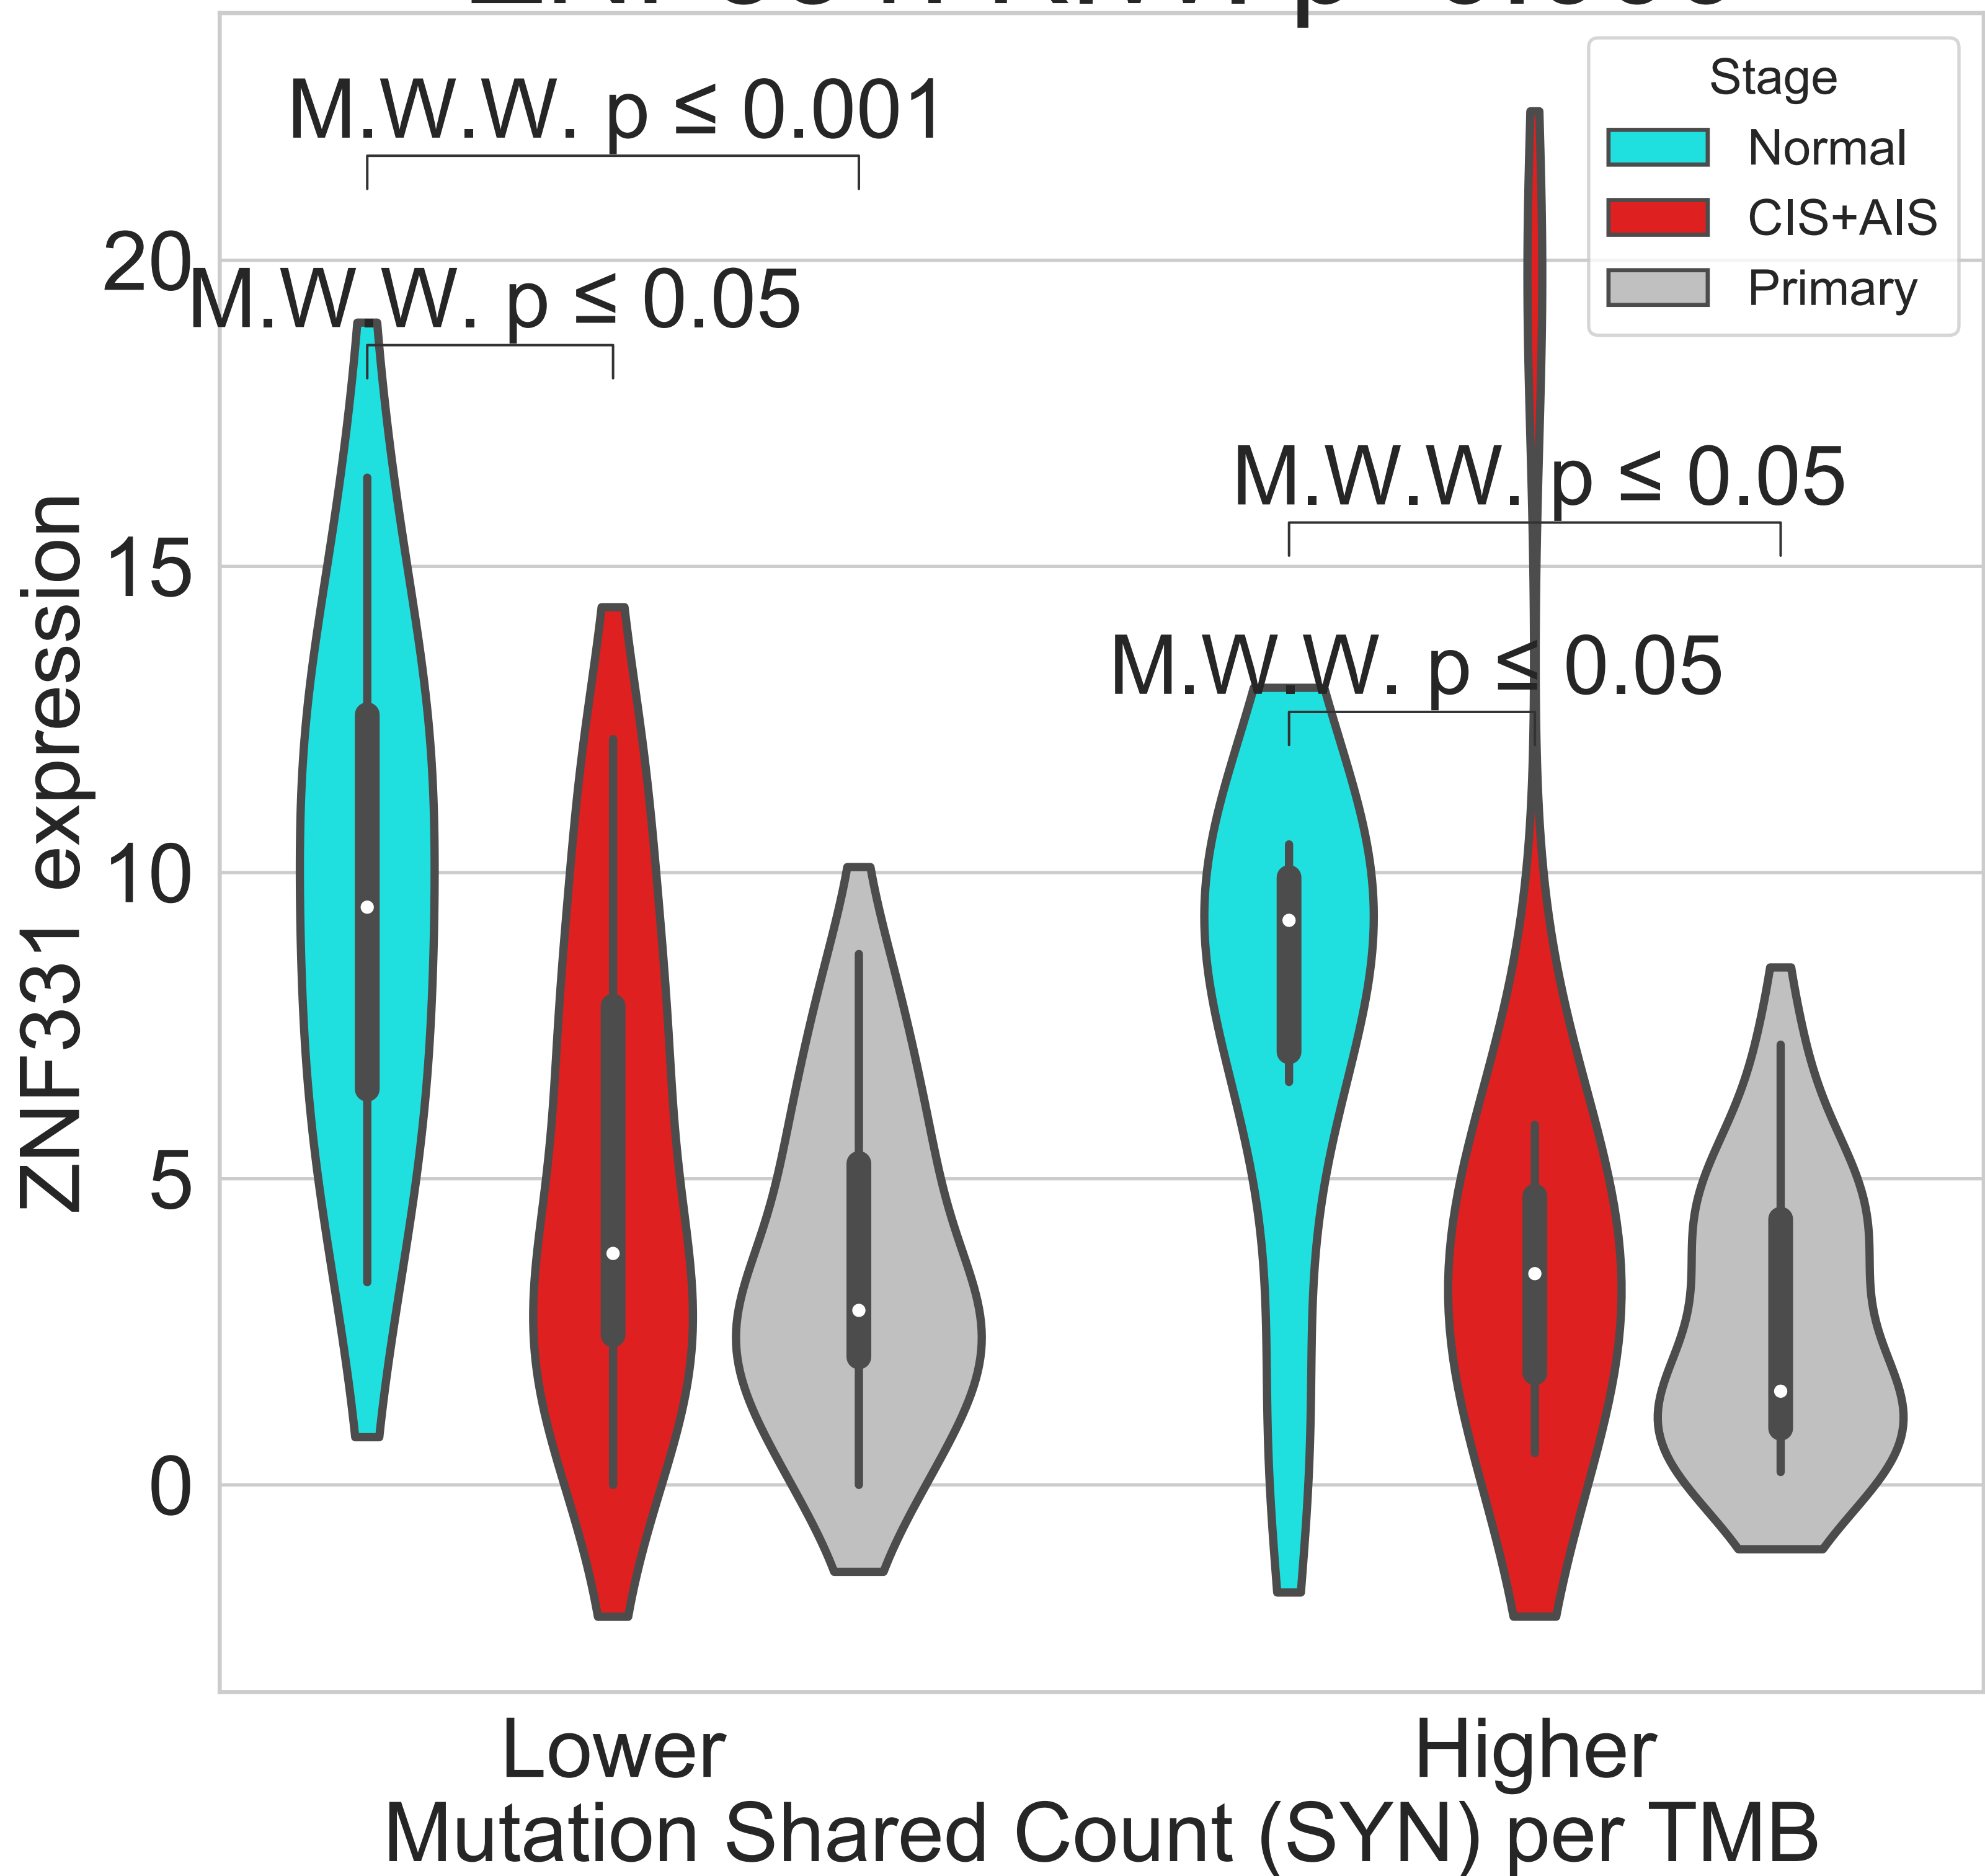 M.W.W. p ≤ 0.001
Stage
Normal
CIS+AIS
Primary
20
M.W.W. p ≤ 0.05
M.W.W. p ≤ 0.05
15
M.W.W. p ≤ 0.05
10
5
0
ZNF331 expression
Lower
Higher
Mutation Shared Count (SYN) per TMB